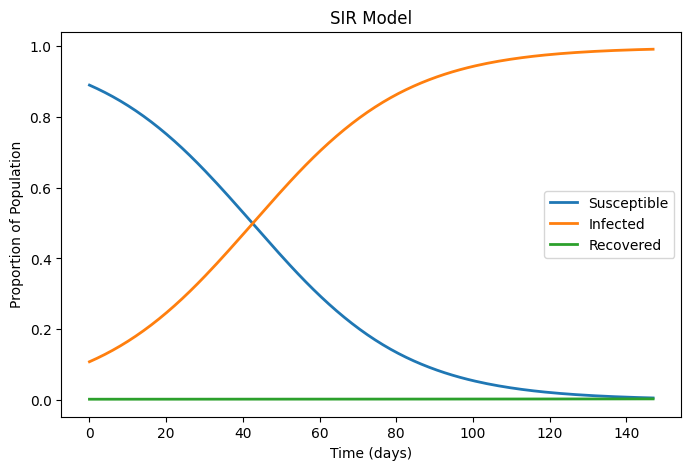 SIR Model
Proportion of Population
1.0
0.8
0.6
0.4
0.2
0.0
Susceptible
Infected
Recovered
0 20 40 60 80 100 120 140
Time (days)